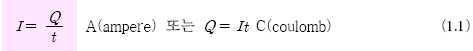 I = Q/t A(ampere) 또는 Q = It C(coulomb) (1.1)